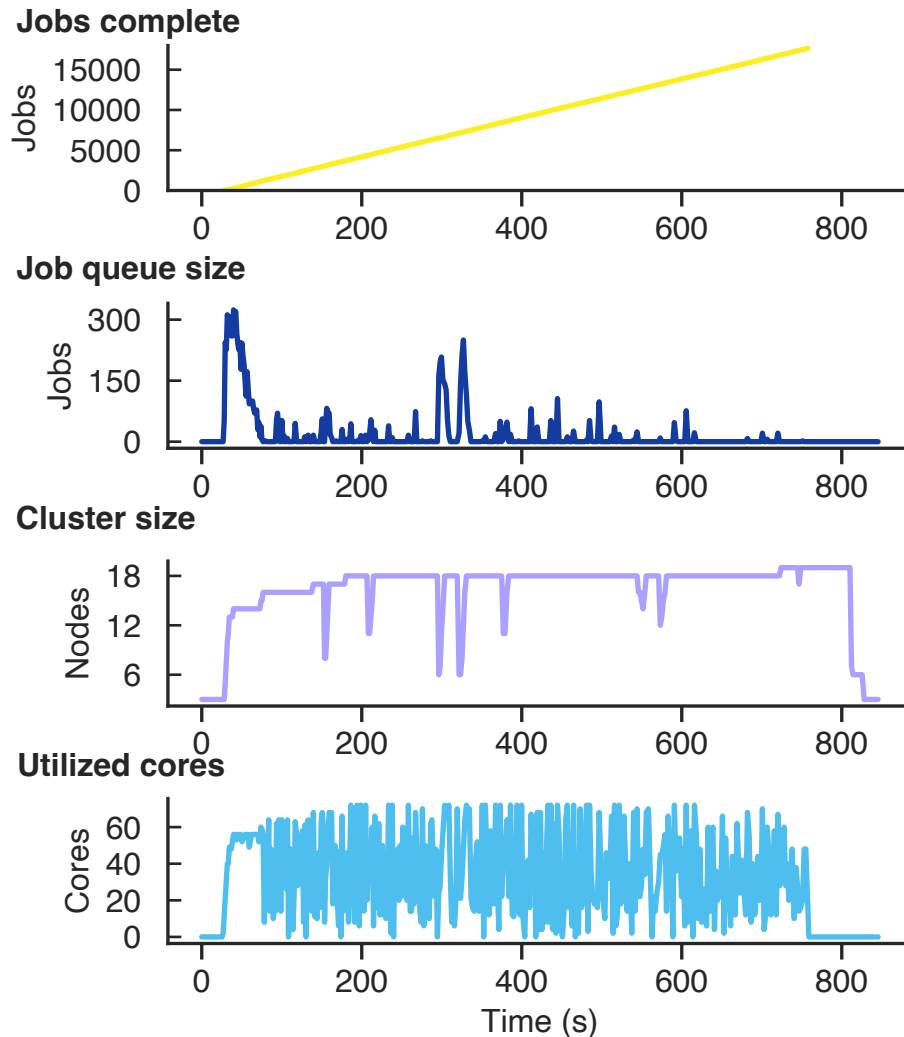 Jobs complete
15000
10000
5000
0
Jobs
0 200 400 600 800
Job queue size
300
150
0
Jobs
0 200 400 600 800
Cluster size
18
12
6
Nodes
0 200 400 600 800
Utilized cores
60
40
20
0
Cores
0 200 400 600 800
Time (s)